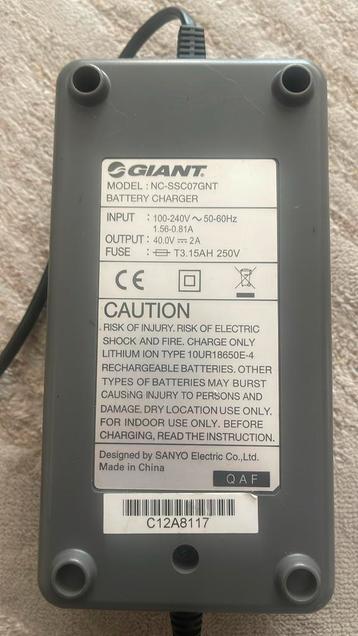 GIANT.
MODEL : NC-SSC07GNT
BATTERY CHARGER
INPUT : 100-240V ~ 50-60Hz
1.56-0.81A
OUTPUT : 40.0V ⎓ 2A
FUSE : T3.15AH 250V
CE
CAUTION
RISK OF INJURY. RISK OF ELECTRIC
SHOCK AND FIRE. CHARGE ONLY
LITHIUM ION TYPE 10UR18650E-4
RECHARGEABLE BATTERIES. OTHER
TYPES OF BATTERIES MAY BURST
CAUSING INJURY TO PERSONS AND
DAMAGE. DRY LOCATION USE ONLY.
FOR INDOOR USE ONLY. BEFORE
CHARGING, READ THE INSTRUCTION.
Designed by SANYO Electric Co.,Ltd.
Made in China
QAF
C12A8117